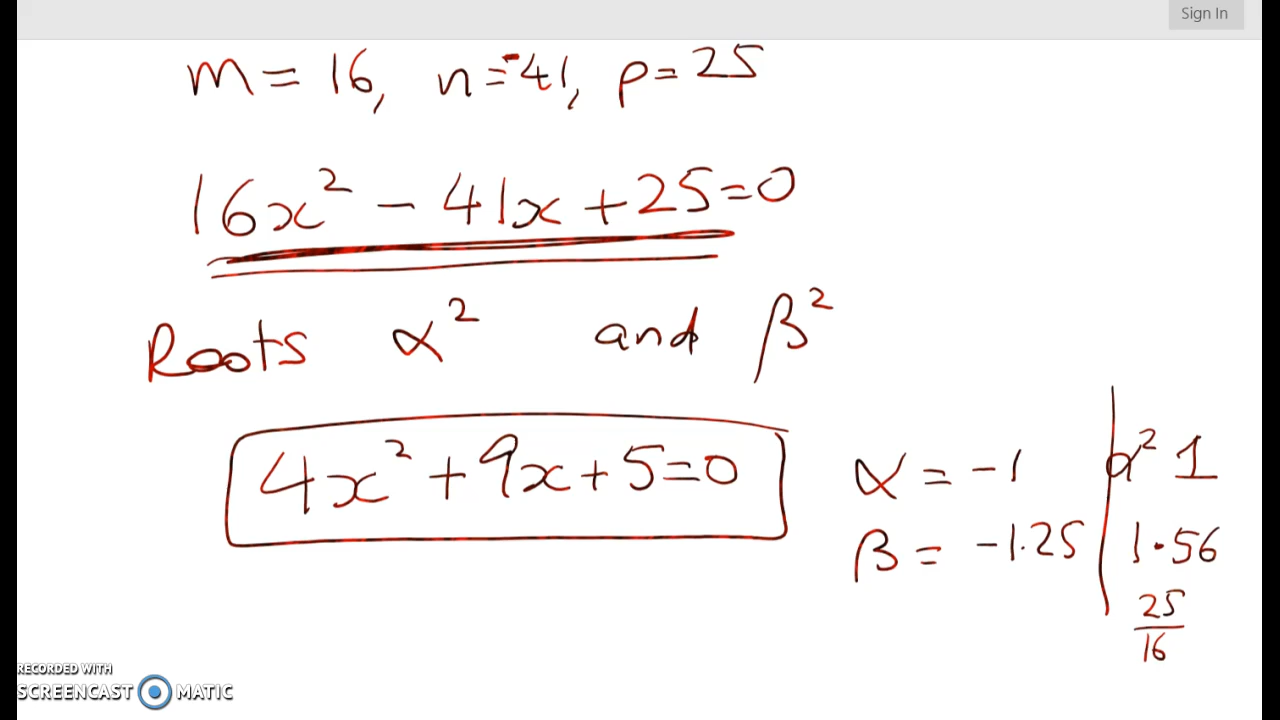 Sign In
m = 16, n = -41, p = 25
16x² - 41x + 25 = 0
Roots α² and β²
4x² + 9x + 5 = 0
α = -1 α² 1
β = -1.25 1.56
25
16
RECORDED WITH
SCREENCAST MATIC